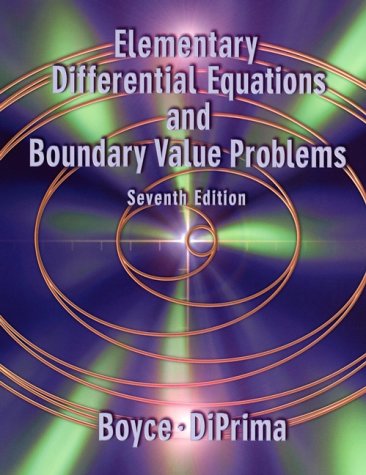 Elementary
Differential Equations
and
Boundary Value Problems
Seventh Edition
Boyce · DiPrima